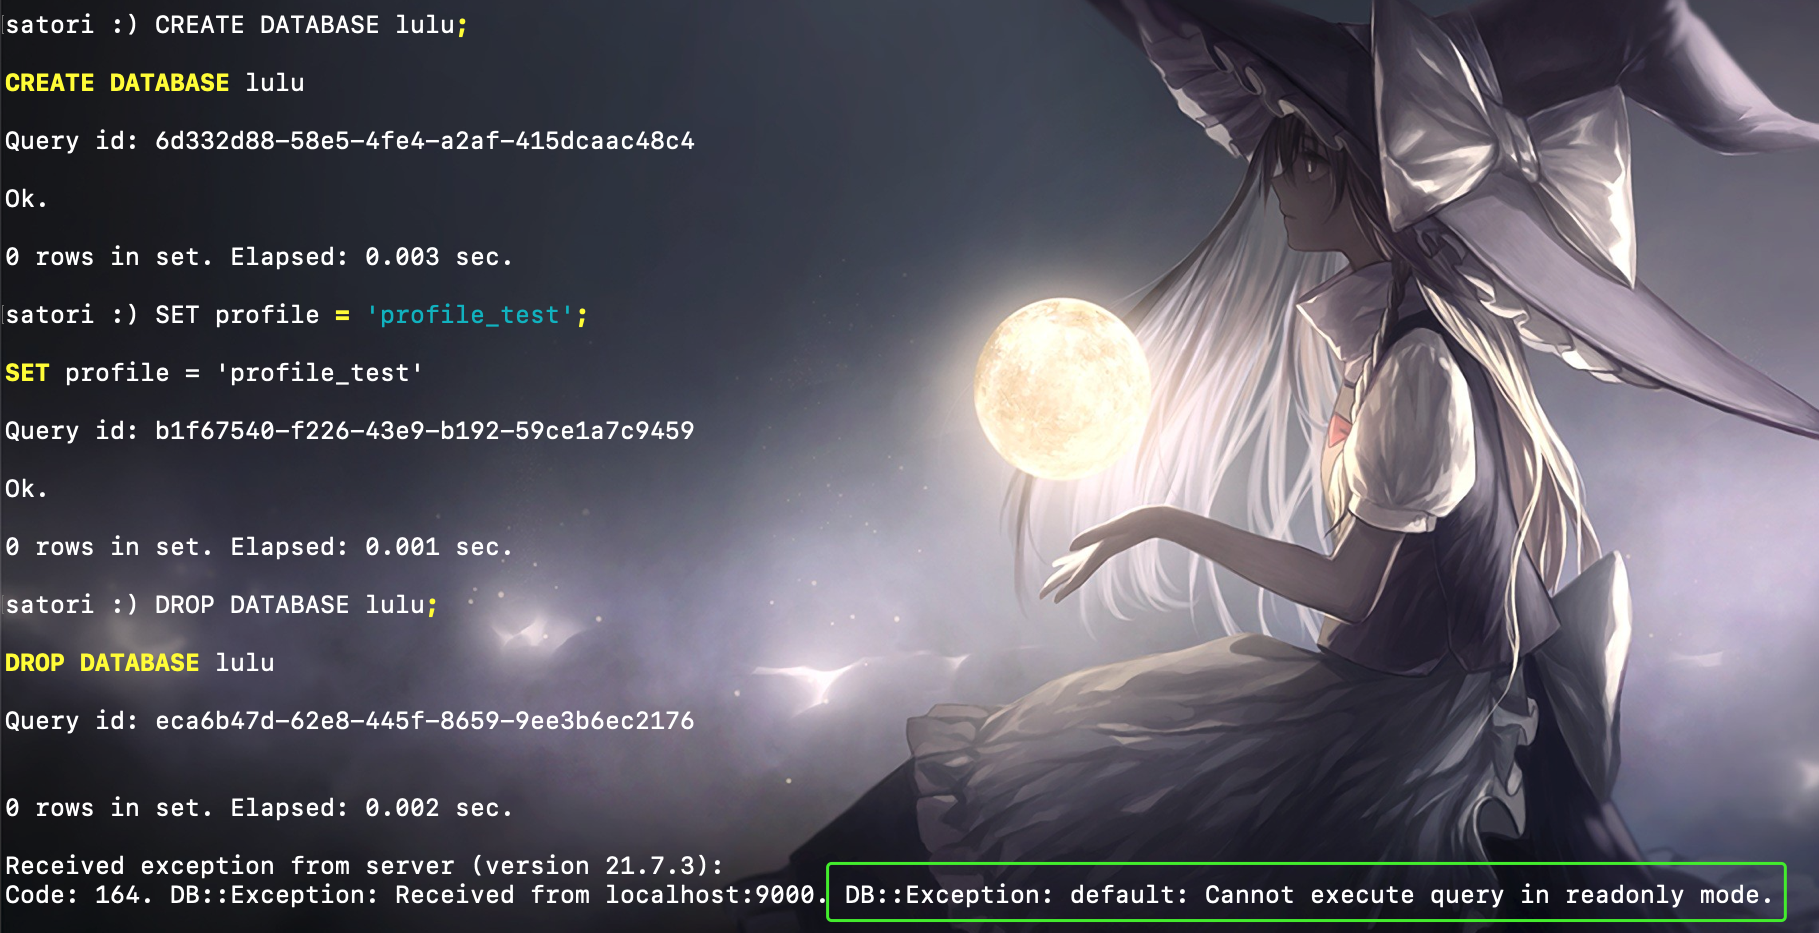 satori :) CREATE DATABASE lulu;
CREATE DATABASE lulu
Query id: 6d332d88-58e5-4fe4-a2af-415dcaac48c4
Ok.
0 rows in set. Elapsed: 0.003 sec.
satori :) SET profile = 'profile_test';
SET profile = 'profile_test'
Query id: b1f67540-f226-43e9-b192-59ce1a7c9459
Ok.
0 rows in set. Elapsed: 0.001 sec.
satori :) DROP DATABASE lulu;
DROP DATABASE lulu
Query id: eca6b47d-62e8-445f-8659-9ee3b6ec2176
0 rows in set. Elapsed: 0.002 sec.
Received exception from server (version 21.7.3):
Code: 164. DB::Exception: Received from localhost:9000. DB::Exception: default: Cannot execute query in readonly mode.